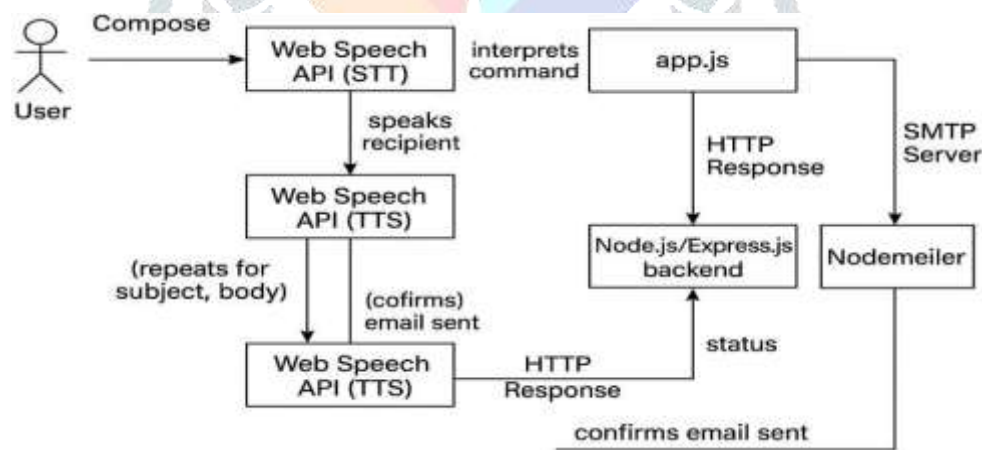 Compose
User
Web Speech
API (STT)
interprets
command
app.js
speaks
recipient
HTTP
Response
SMTP
Server
Web Speech
API (TTS)
Node.js/Express.js
backend
Nodemeiler
(repeats for
subject, body)
(cofirms)
email sent
status
Web Speech
API (TTS)
HTTP
Response
confirms email sent